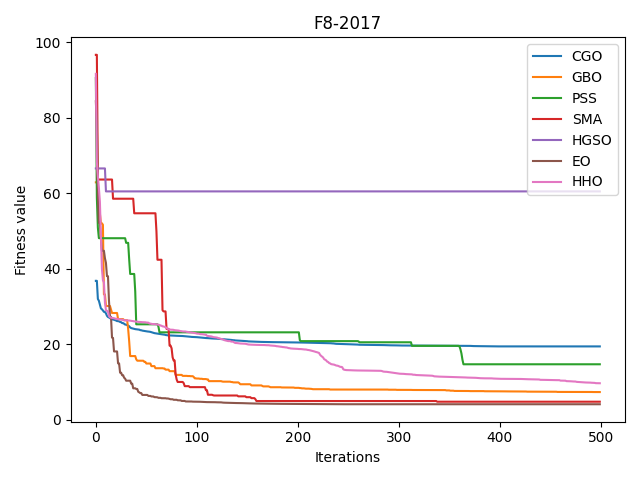 F8-2017
Fitness value
100
80
60
40
20
0
0 100 200 300 400 500
Iterations
CGO
GBO
PSS
SMA
HGSO
EO
HHO